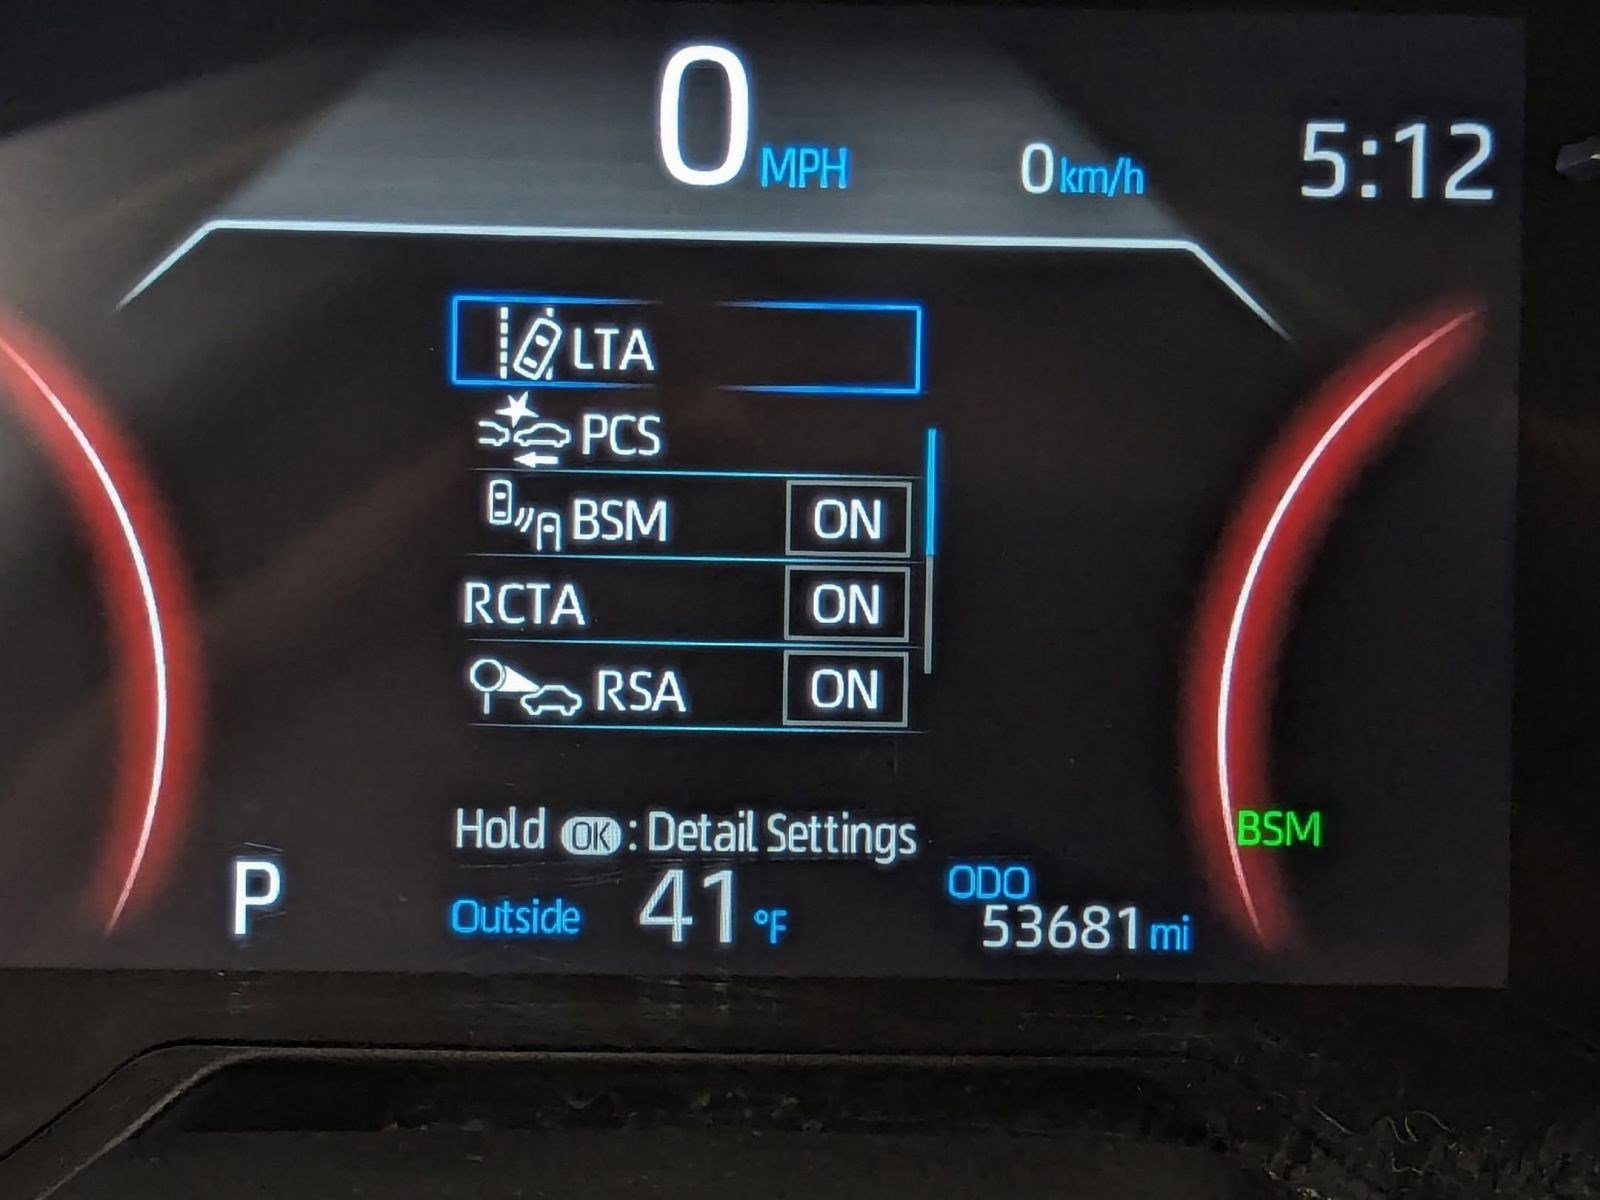 0 MPH 0 km/h 5:12
LTA
PCS
BSM ON
RCTA ON
RSA ON
Hold OK : Detail Settings
BSM
P Outside 41 °F ODO 53681 mi